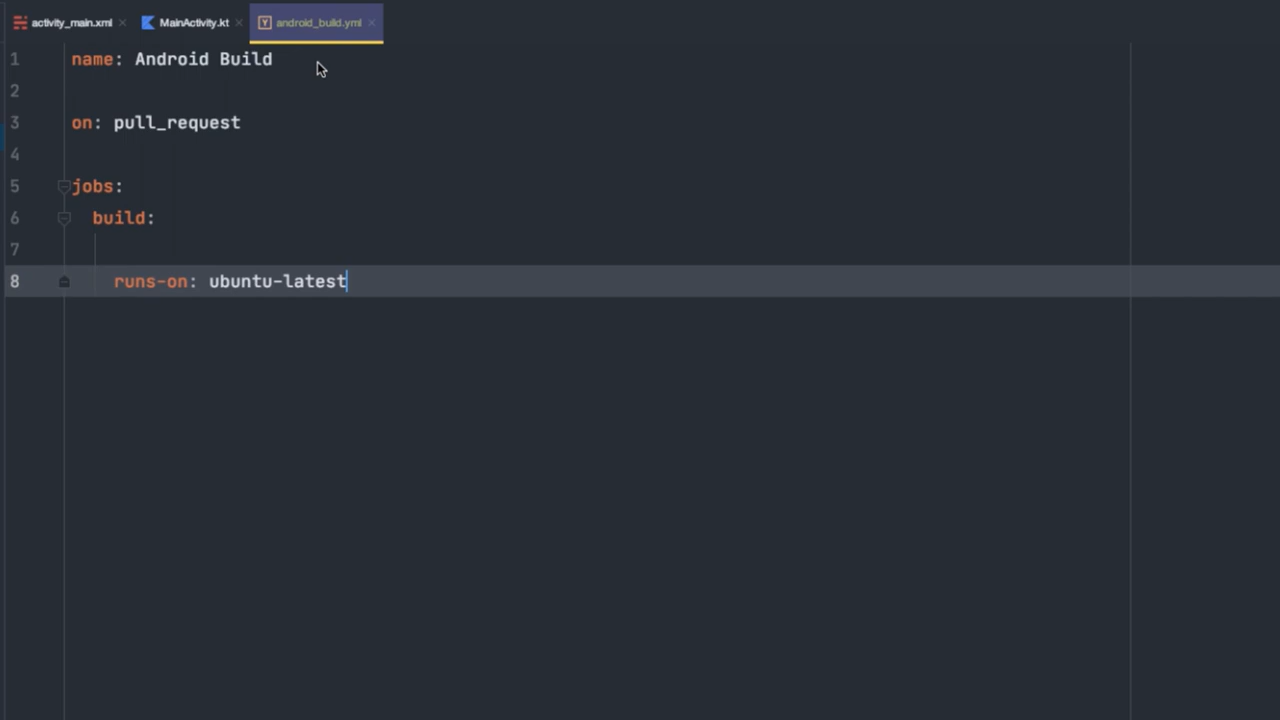 activity_main.xml MainActivity.kt android_build.yml
1 name: Android Build
2
3 on: pull_request
4
5 jobs:
6   build:
7
8     runs-on: ubuntu-latest